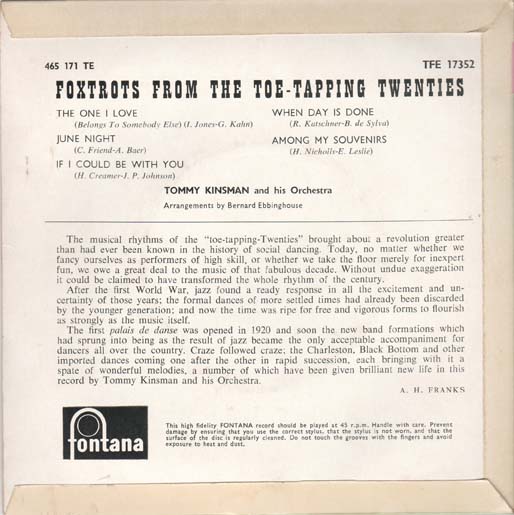 465 171 TE
TFE 17352
FOXTROTS FROM THE TOE-TAPPING TWENTIES
THE ONE I LOVE
(Belongs To Somebody Else) (I. Jones-G. Kahn)
JUNE NIGHT
(C. Friend-A. Baer)
IF I COULD BE WITH YOU
(H. Creamer-J. P. Johnson)
WHEN DAY IS DONE
(R. Katschner-B. de Sylva)
AMONG MY SOUVENIRS
(H. Nicholls-E. Leslie)
TOMMY KINSMAN and his Orchestra
Arrangements by Bernard Ebbinghouse
The musical rhythms of the "toe-tapping-Twenties" brought about a revolution greater
than had ever been known in the history of social dancing. Today, no matter whether we
fancy ourselves as performers of high skill, or whether we take the floor merely for inexpert
fun, we owe a great deal to the music of that fabulous decade. Without undue exaggeration
it could be claimed to have transformed the whole rhythm of the century.
After the first World War, jazz found a ready response in all the excitement and un-
certainty of those years; the formal dances of more settled times had already been discarded
by the younger generation; and now the time was ripe for free and vigorous forms to flourish
as strongly as the music itself.
The first palais de danse was opened in 1920 and soon the new band formations which
had sprung into being as the result of jazz became the only acceptable accompaniment for
dancers all over the country. Craze followed craze; the Charleston, Black Bottom and other
imported dances coming one after the other in rapid succession, each bringing with it a
spate of wonderful melodies, a number of which have been given brilliant new life in this
record by Tommy Kinsman and his Orchestra.
A. H. FRANKS
fontana
This high fidelity FONTANA record should be played at 45 r.p.m. Handle with care. Prevent
damage by ensuring that you use the correct stylus, that the stylus is not worn, and that the
surface of the disc is regularly cleaned. Do not touch the grooves with the fingers and avoid
exposure to heat and dust.